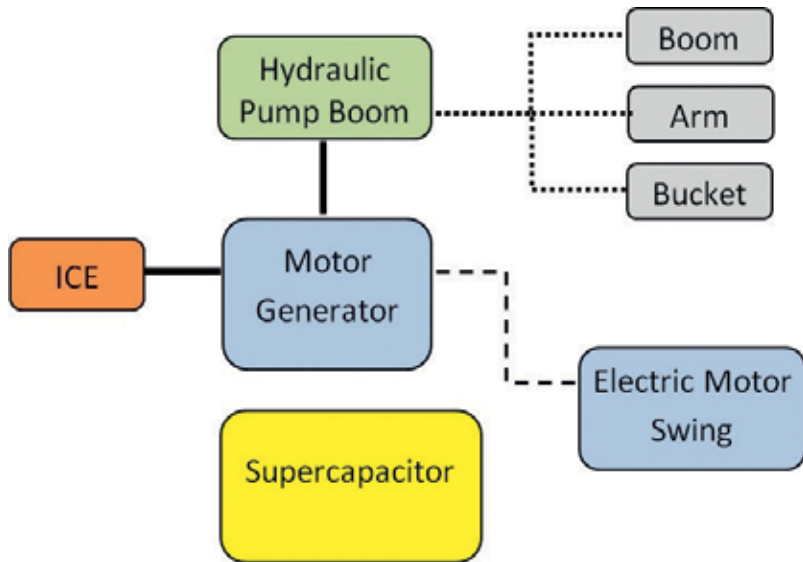 Hydraulic
Pump Boom
Boom
Arm
Bucket
ICE
Motor
Generator
Electric Motor
Swing
Supercapacitor